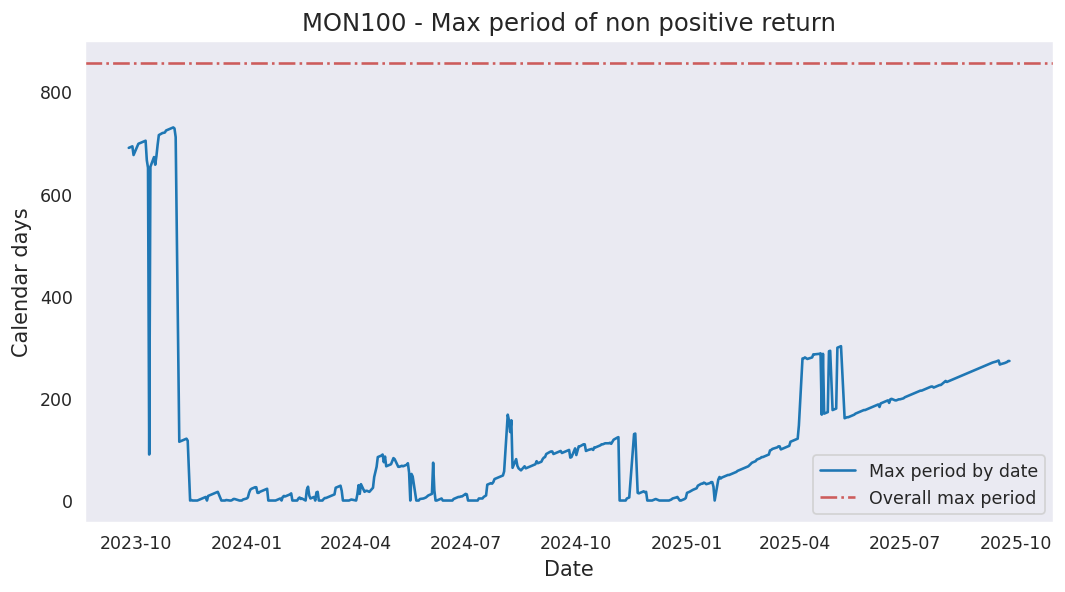 MON100 - Max period of non positive return
Calendar days
800
600
400
200
0
2023-10 2024-01 2024-04 2024-07 2024-10 2025-01 2025-04 2025-07 2025-10
Date
Max period by date
Overall max period